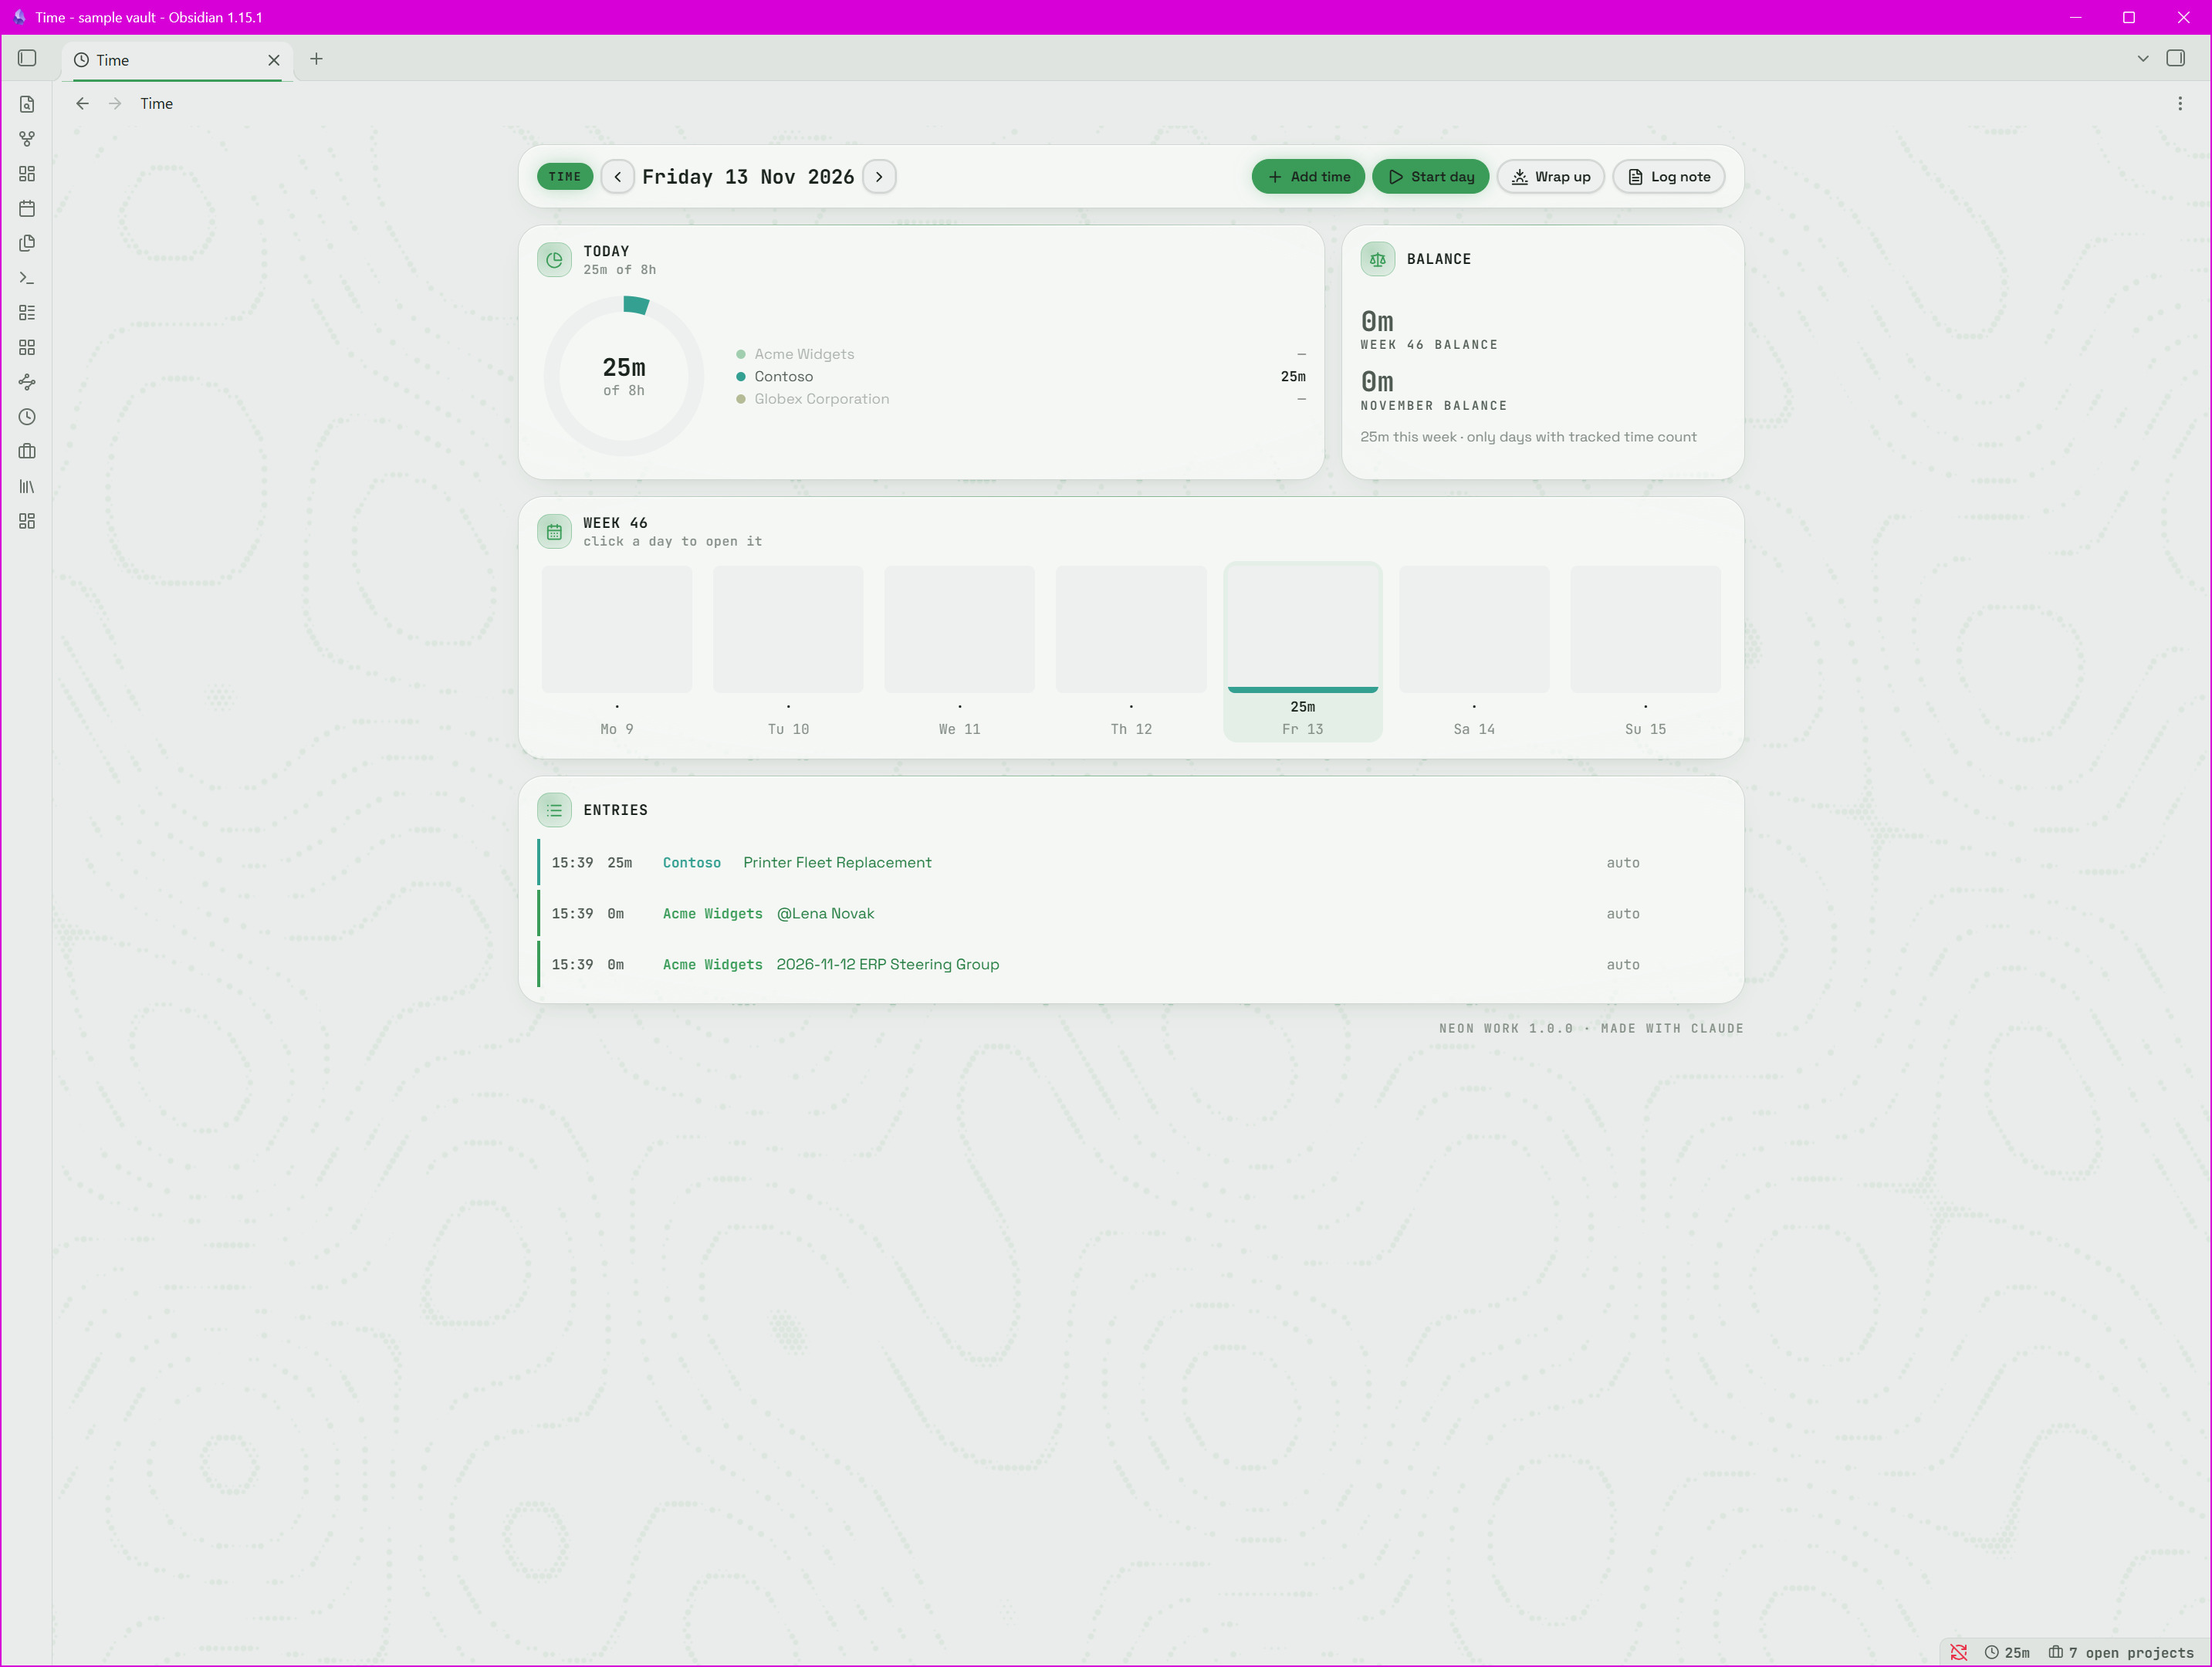 Time - sample vault - Obsidian 1.15.1
Time
Time
TIME
Friday 13 Nov 2026
Add time
Start day
Wrap up
Log note
TODAY
25m of 8h
25m
of 8h
Acme Widgets –
Contoso 25m
Globex Corporation –
BALANCE
0m
WEEK 46 BALANCE
0m
NOVEMBER BALANCE
25m this week · only days with tracked time count
WEEK 46
click a day to open it
· · · · 25m · ·
Mo 9 Tu 10 We 11 Th 12 Fr 13 Sa 14 Su 15
ENTRIES
15:39 25m Contoso Printer Fleet Replacement auto
15:39 0m Acme Widgets @Lena Novak auto
15:39 0m Acme Widgets 2026-11-12 ERP Steering Group auto
NEON WORK 1.0.0 · MADE WITH CLAUDE
25m 7 open projects